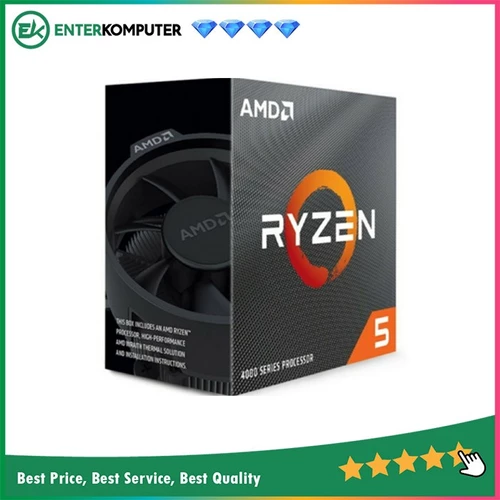 EK ENTERKOMPUTER
AMD
AMD
AMD
RYZEN
THIS BOX INCLUDES AN AMD RYZEN™
PROCESSOR, HIGH-PERFORMANCE
AMD WRAITH THERMAL SOLUTION
AND INSTALLATION INSTRUCTIONS.
4000 SERIES PROCESSOR
5
Best Price, Best Service, Best Quality